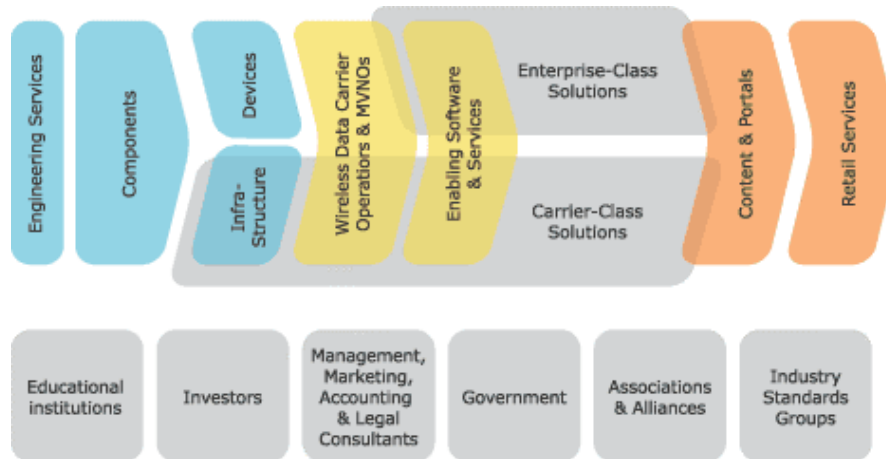 Engineering Services
Components
Devices
Infra-
Structure
Wireless Data Carrier
Operatiors & MVNOs
Enabling Software
& Services
Enterprise-Class
Solutions
Carrier-Class
Solutions
Content & Portals
Retail Services
Educational
institutions
Investors
Management,
Marketing,
Accounting
& Legal
Consultants
Government
Associations
& Alliances
Industry
Standards
Groups